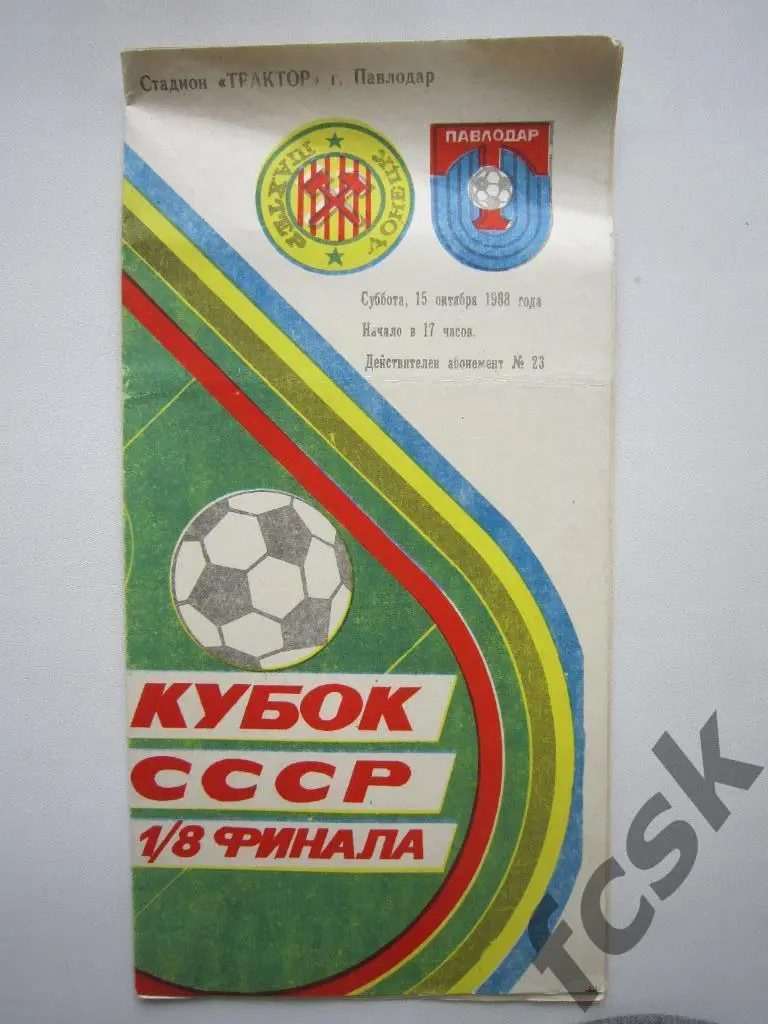 Стадион «ТРАКТОР» г. Павлодар
ШАХТЕР
ДОНЕЦК
ПАВЛОДАР
Суббота, 15 октября 1988 года
Начало в 17 часов.
Действителен абонемент № 23
КУБОК
СССР
1/8 ФИНАЛА
fcsk